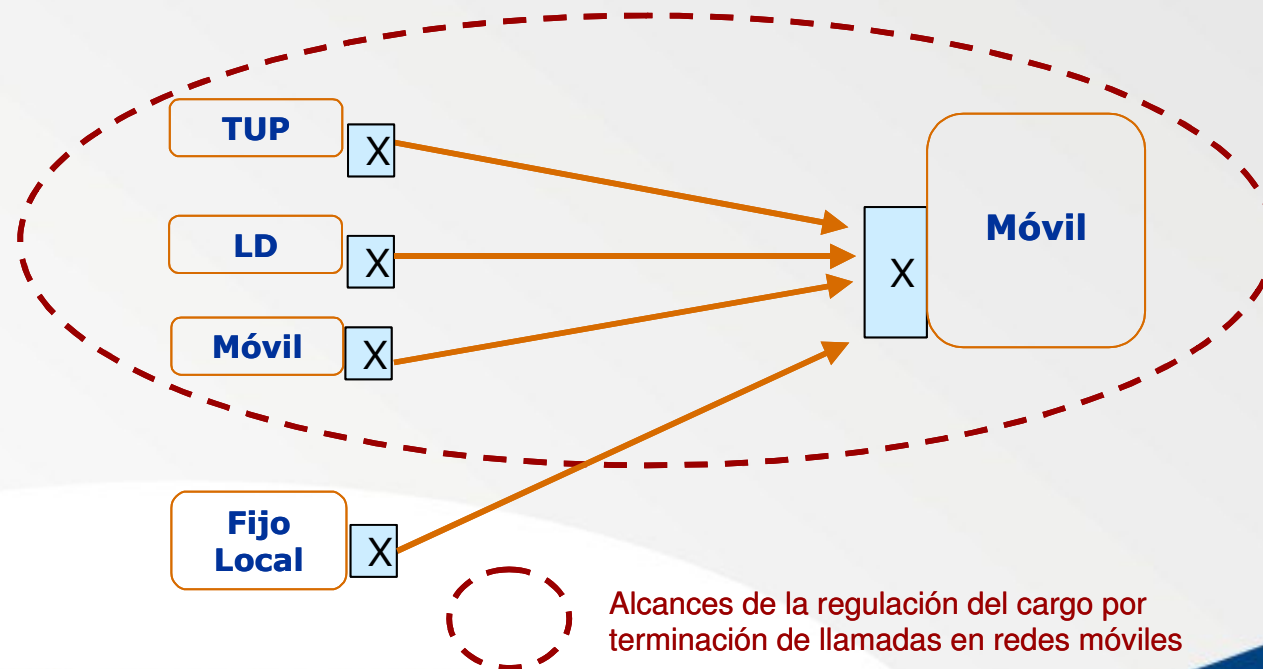 TUP
X
LD
X
Móvil
X
X
Móvil
Fijo
Local
X
Alcances de la regulación del cargo por
terminación de llamadas en redes móviles